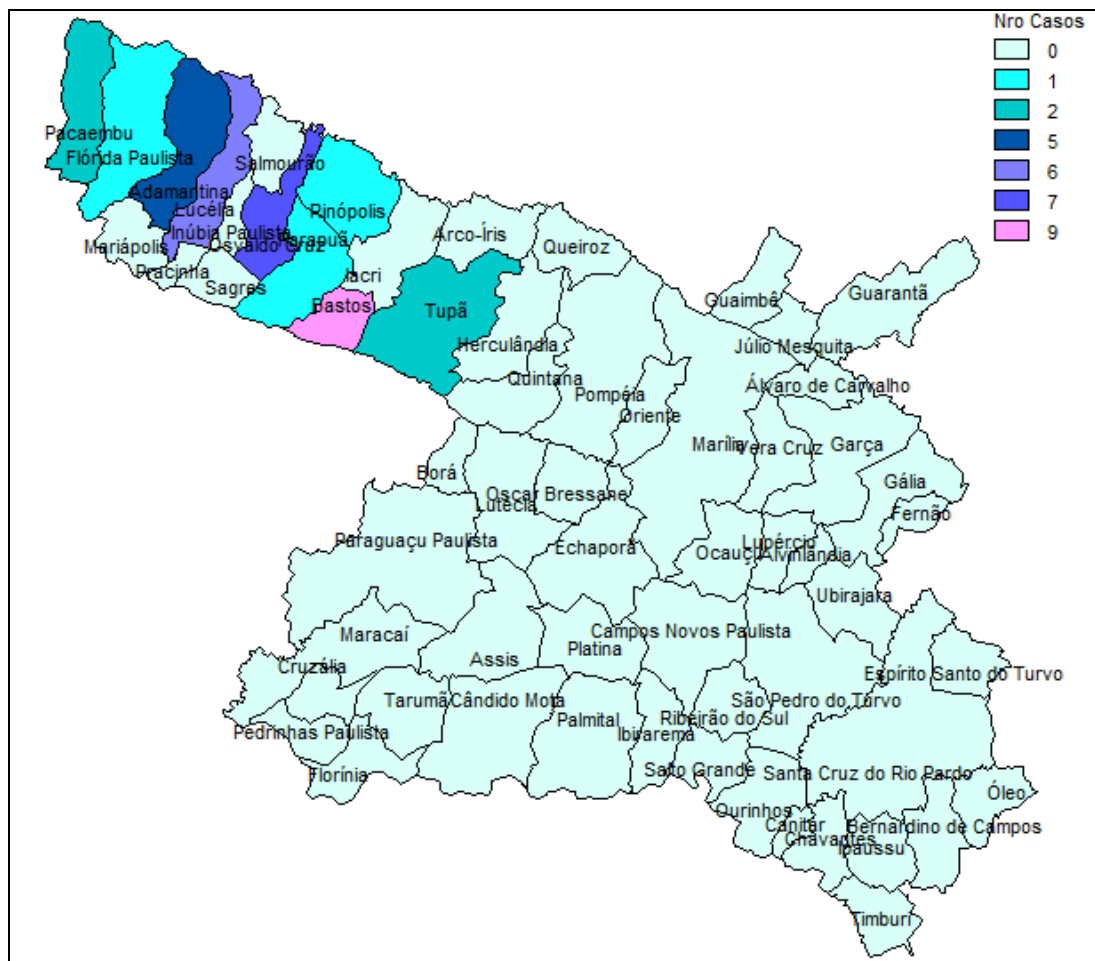 Nro Casos
0
1
2
5
6
7
9
Pacaembu
Flórida Paulista
Adamantina
Lucélia
Inúbia Paulista
Osvaldo Cruz
Salmourão
Mariápolis
Pracinha
Sagres
Parapuã
Rinópolis
Iacri
Bastos
Arco-Íris
Tupã
Queiroz
Herculândia
Quintana
Pompéia
Oriente
Guaimbê
Guarantã
Júlio Mesquita
Álvaro de Carvalho
Marília
Vera Cruz
Garça
Gália
Fernão
Borá
Oscar Bressane
Lutécia
Paraguaçu Paulista
Echaporã
Ocauçu
Lupércio
Alvinlândia
Ubirajara
Maracaí
Cruzália
Assis
Campos Novos Paulista
Platina
Espírito Santo do Turvo
Tarumã
Cândido Mota
Palmital
Ibirarema
Ribeirão do Sul
São Pedro do Turvo
Pedrinhas Paulista
Florínia
Salto Grande
Santa Cruz do Rio Pardo
Óleo
Ourinhos
Canitar
Chavantes
Bernardino de Campos
Ipaussu
Timburi